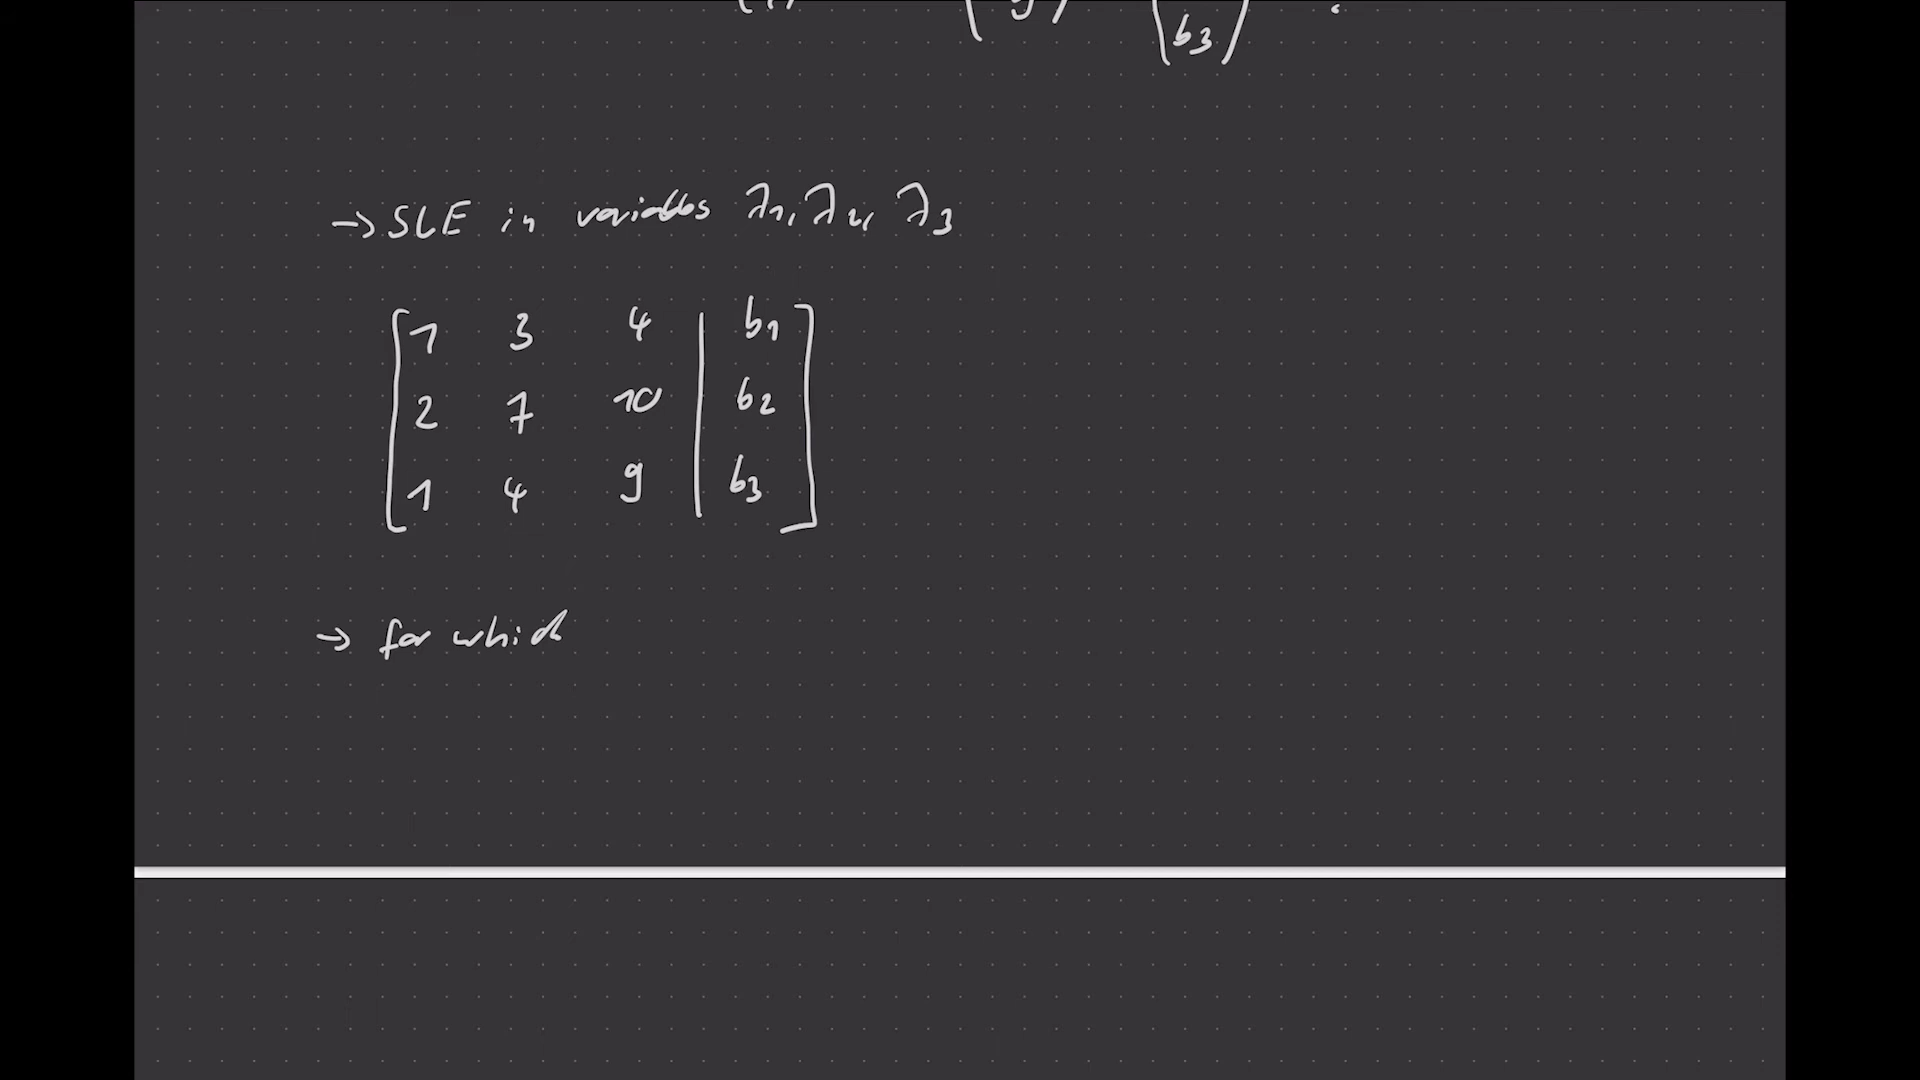 b3
→ SLE in variables λ1, λ2, λ3
1 3 4 | b1
2 7 10 | b2
1 4 9 | b3
→ for which